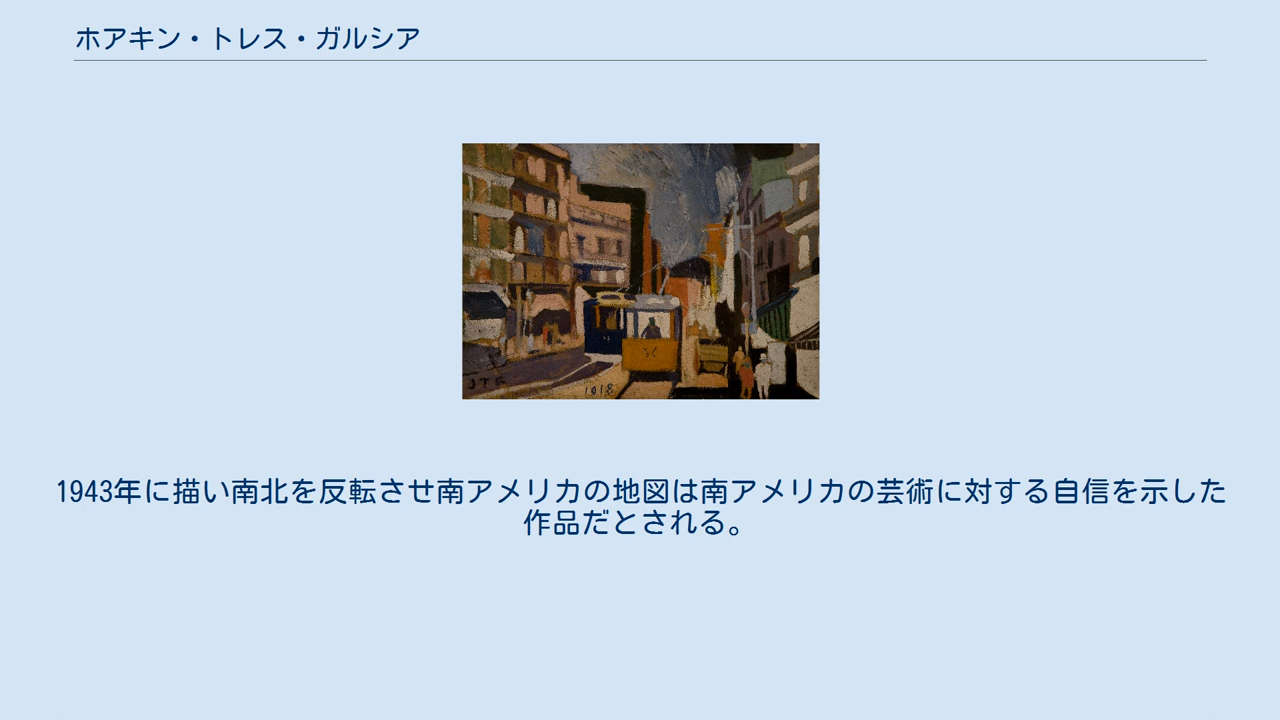 ホアキン・トレス・ガルシア
JTG
1918
1943年に描い南北を反転させ南アメリカの地図は南アメリカの芸術に対する自信を示した
作品だとされる。